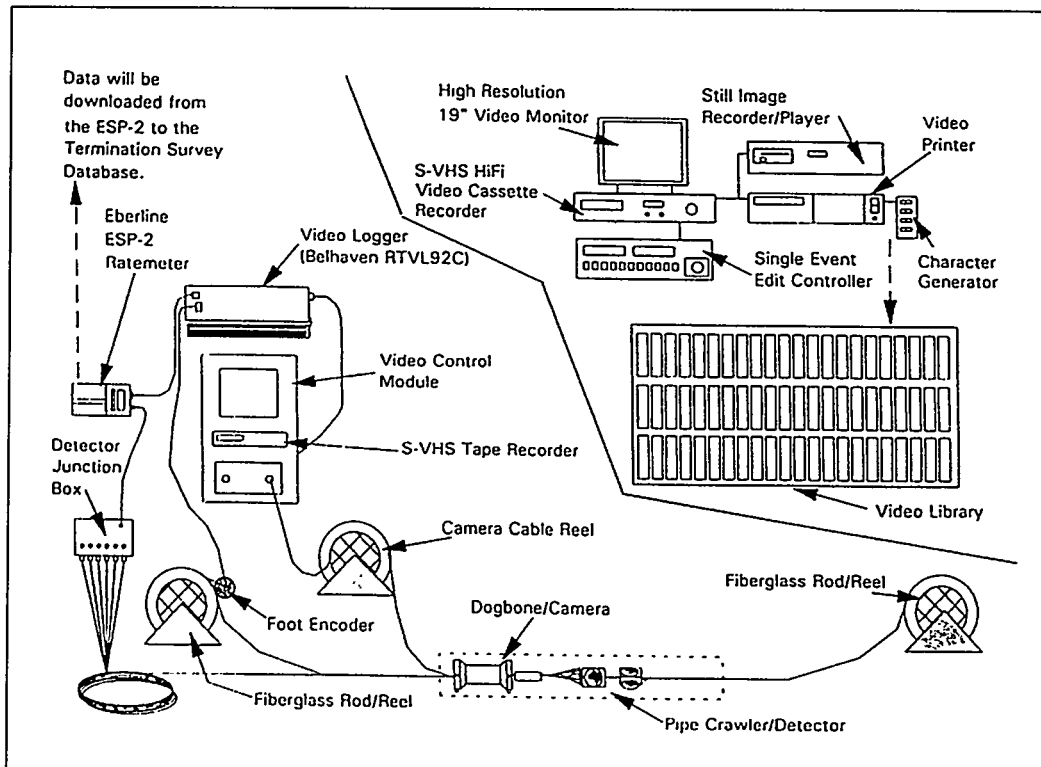 Data will be
downloaded from
the ESP-2 to the
Termination Survey
Database.
High Resolution
19" Video Monitor
Still Image
Recorder/Player
Video
Printer
S-VHS HiFi
Video Cassette
Recorder
Eberline
ESP-2
Ratemeter
Video Logger
(Belhaven RTVL92C)
Single Event
Edit Controller
Character
Generator
Video Control
Module
Detector
Junction
Box
S-VHS Tape Recorder
Video Library
Camera Cable Reel
Fiberglass Rod/Reel
Foot Encoder
Dogbone/Camera
Fiberglass Rod/Reel
Pipe Crawler/Detector